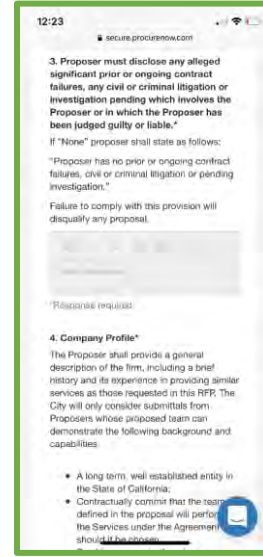 12:23
secure.procurenow.com
3. Proposer must disclose any alleged
significant prior or ongoing contract
failures, any civil or criminal litigation or
investigation pending which involves the
Proposer or in which the Proposer has
been judged guilty or liable.*
If "None" proposer shall state as follows:
"Proposer has no prior or ongoing contract
failures, civil or criminal litigation or pending
investigation."
Failure to comply with this provision will
disqualify any proposal.
*Response required
4. Company Profile*
The Proposer shall provide a general
description of the firm, including a brief
history and its experience in providing similar
services as those requested in this RFP. The
City will only consider submittals from
Proposers whose proposed team can
demonstrate the following background and
capabilities:
A long term, well established entity in
the State of California;
Contractually commit that the team
defined in the proposal will perform
the Services under the Agreement
should it be chosen